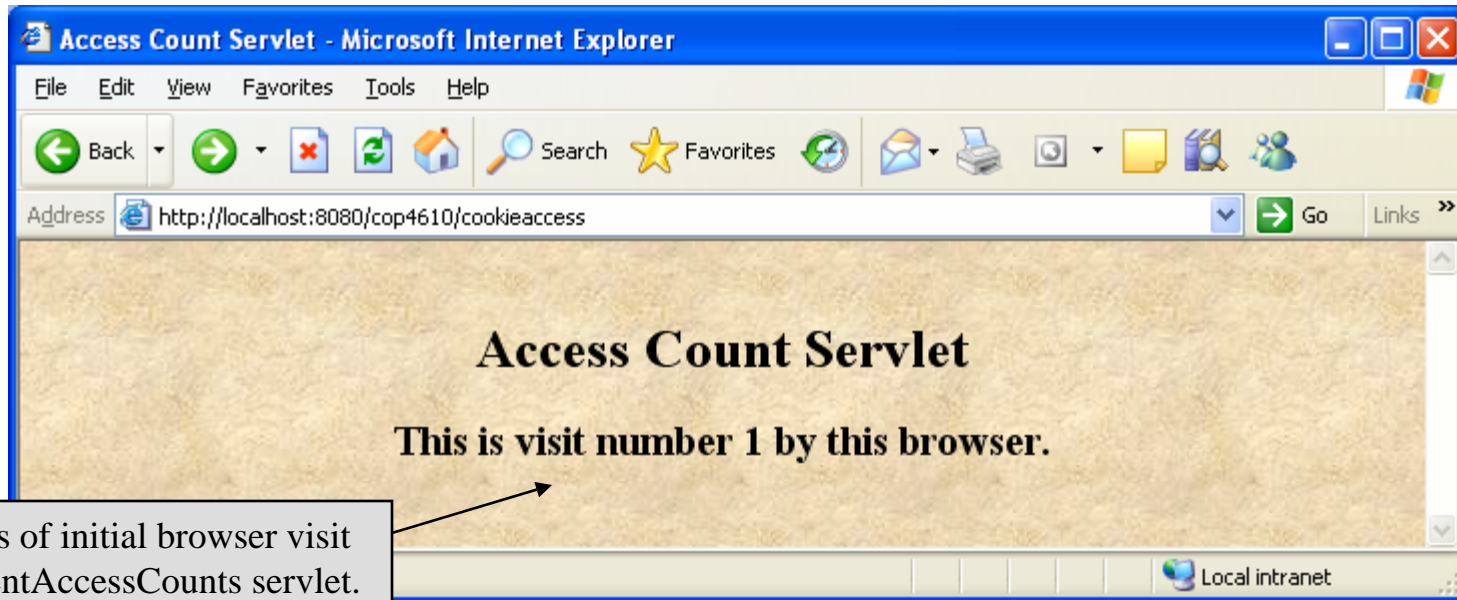 Access Count Servlet - Microsoft Internet Explorer
File Edit View Favorites Tools Help
Back Search Favorites
Address http://localhost:8080/cop4610/cookieaccess Go Links »
Access Count Servlet
This is visit number 1 by this browser.
of initial browser visit
AccessCounts servlet.
Local intranet